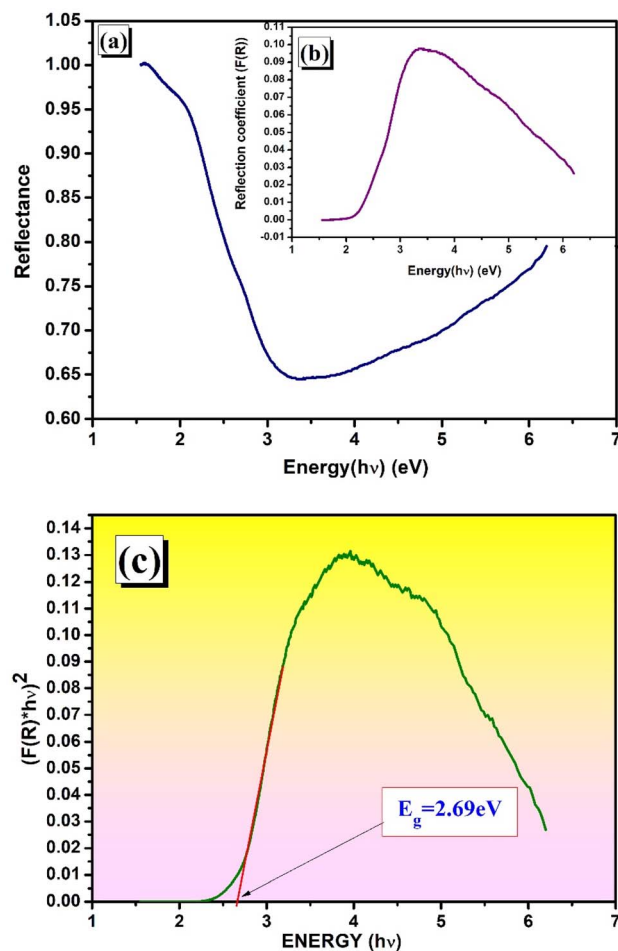 (a)
1.00
0.95
0.90
0.85
0.80
0.75
0.70
0.65
0.60
Reflectance
1 2 3 4 5 6 7
Energy(hν) (eV)
(b)
0.11
0.10
0.09
0.08
0.07
0.06
0.05
0.04
0.03
0.02
0.01
0.00
-0.01
Reflection coefficient (F(R))
1 2 3 4 5 6
Energy(hν) (eV)
(c)
0.14
0.13
0.12
0.11
0.10
0.09
0.08
0.07
0.06
0.05
0.04
0.03
0.02
0.01
0.00
(F(R)*hν)2
Eg=2.69eV
1 2 3 4 5 6 7
ENERGY (hν)